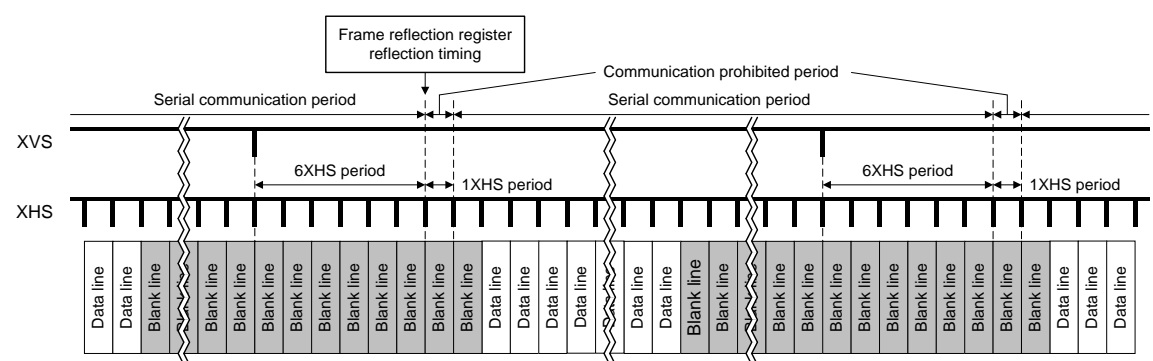 Frame reflection register
reflection timing
Communication prohibited period
Serial communication period
Serial communication period
XVS
6XHS period
1XHS period
6XHS period
1XHS period
XHS
Data line
Data line
Blank line
Blank line
Blank line
Blank line
Blank line
Blank line
Blank line
Blank line
Blank line
Blank line
Blank line
Data line
Data line
Data line
Data line
Data line
Data line
Blank line
Blank line
Blank line
Blank line
Blank line
Blank line
Blank line
Blank line
Blank line
Blank line
Blank line
Blank line
Data line
Data line
Data line